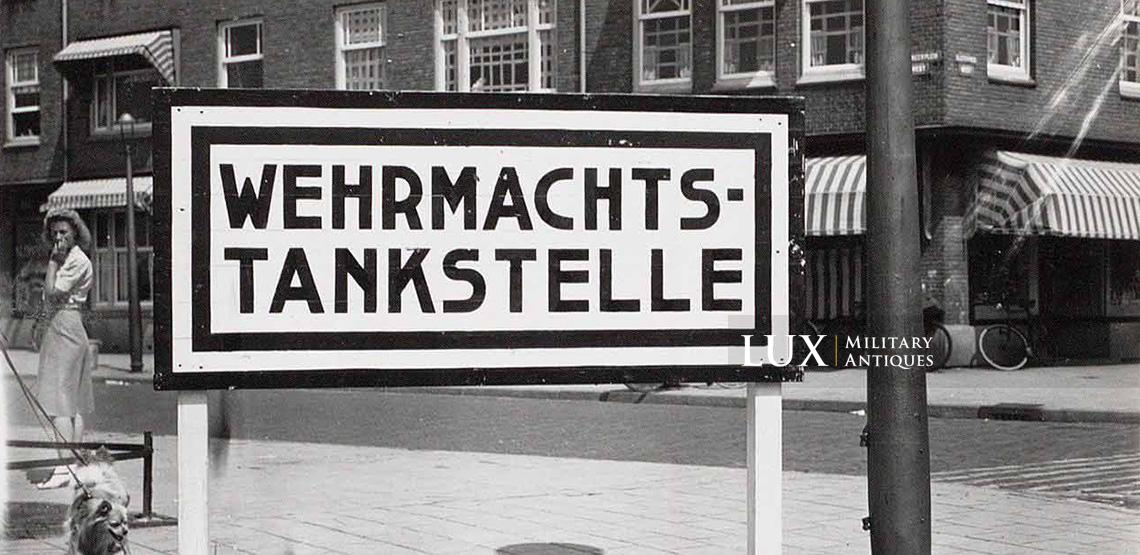 WEHRMACHTS-
TANKSTELLE
LUX MILITARY
ANTIQUES